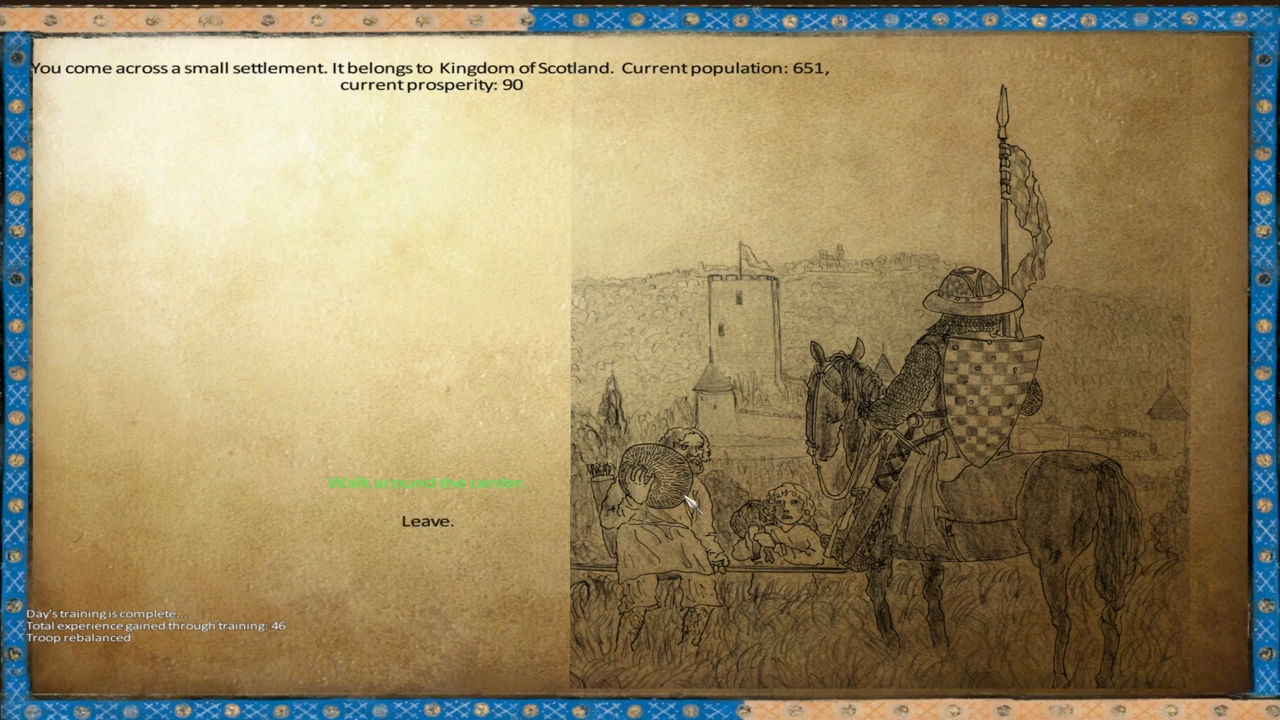 You come across a small settlement. It belongs to Kingdom of Scotland. Current population: 651,
current prosperity: 90
Walk around the center.
Leave.
Day's training is complete...
Total experience gained through training: 46
Troop rebalanced